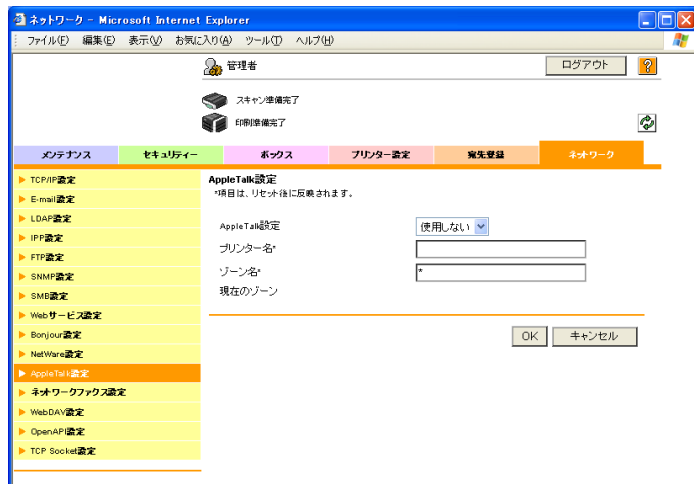 ネットワーク - Microsoft Internet Explorer
ファイル(F) 編集(E) 表示(V) お気に入り(A) ツール(T) ヘルプ(H)
管理者 ログアウト ?
スキャン準備完了
印刷準備完了
メンテナンス セキュリティー ボックス プリンター設定 宛先登録 ネットワーク
TCP/IP設定
E-mail設定
LDAP設定
IPP設定
FTP設定
SNMP設定
SMB設定
Webサービス設定
Bonjour設定
NetWare設定
AppleTalk設定
ネットワークファクス設定
WebDAV設定
OpenAPI設定
TCP Socket設定
AppleTalk設定
*項目は、リセット後に反映されます。
AppleTalk設定 使用しない
プリンター名*
ゾーン名* *
現在のゾーン
OK キャンセル